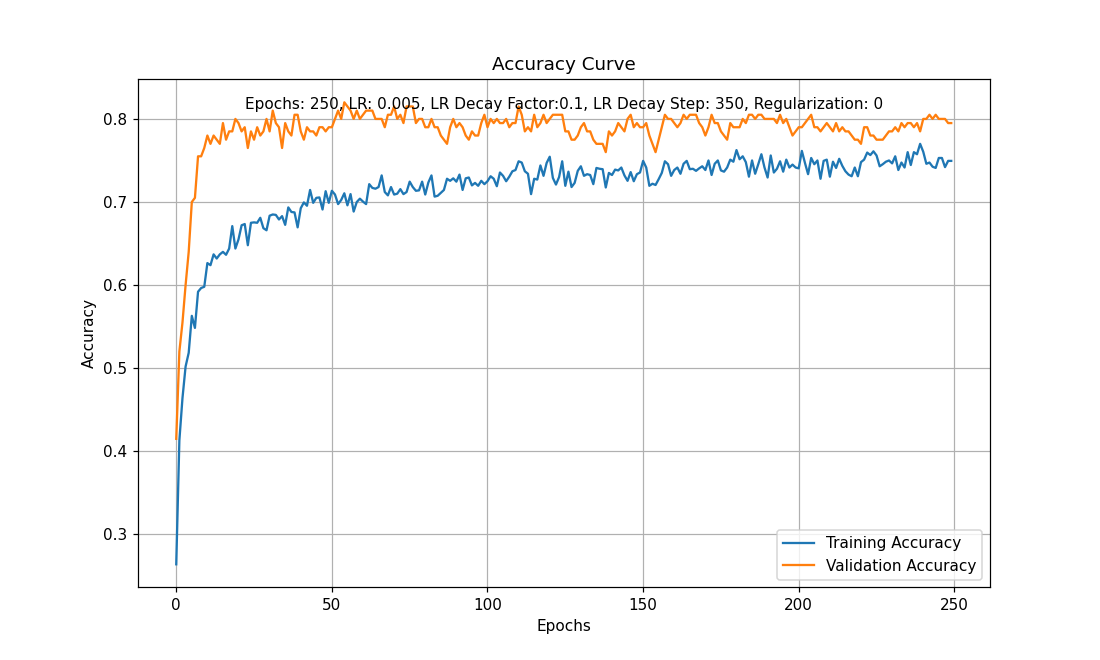 Accuracy Curve
Epochs: 250, LR: 0.005, LR Decay Factor:0.1, LR Decay Step: 350, Regularization: 0
0.8
0.7
0.6
0.5
0.4
0.3
Accuracy
Training Accuracy
Validation Accuracy
0 50 100 150 200 250
Epochs